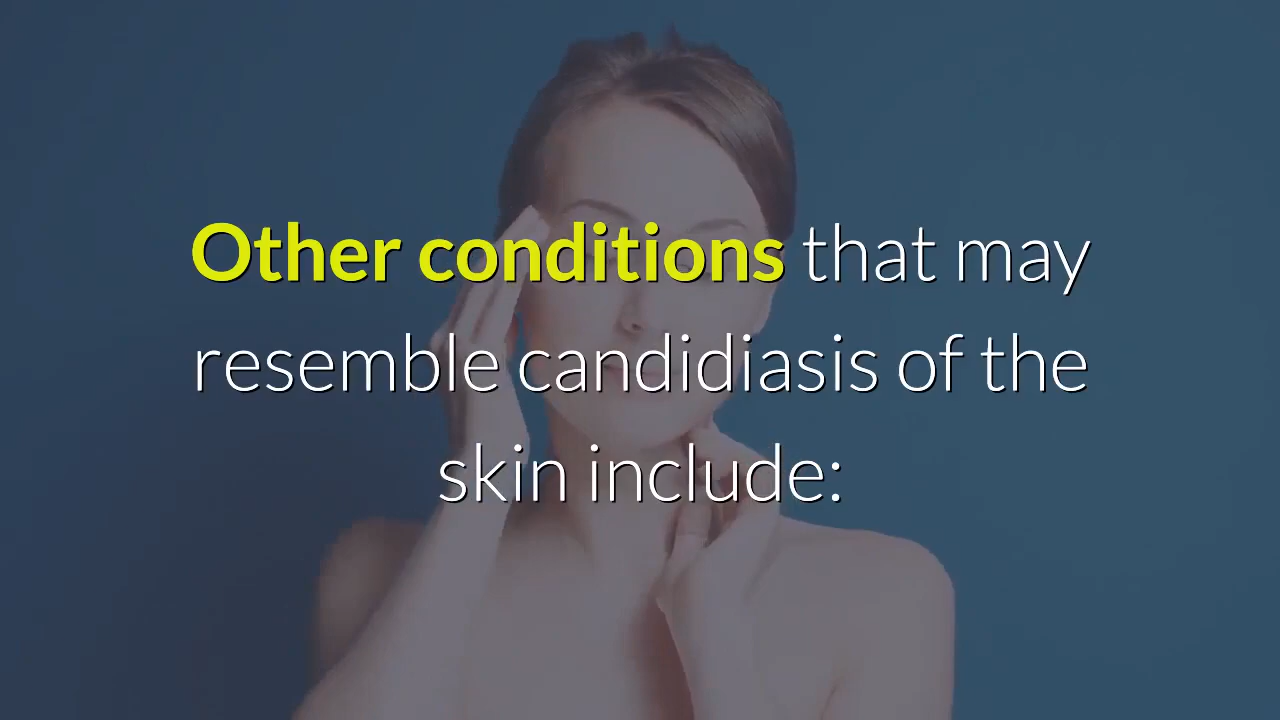 Other conditions that may
resemble candidiasis of the
skin include: